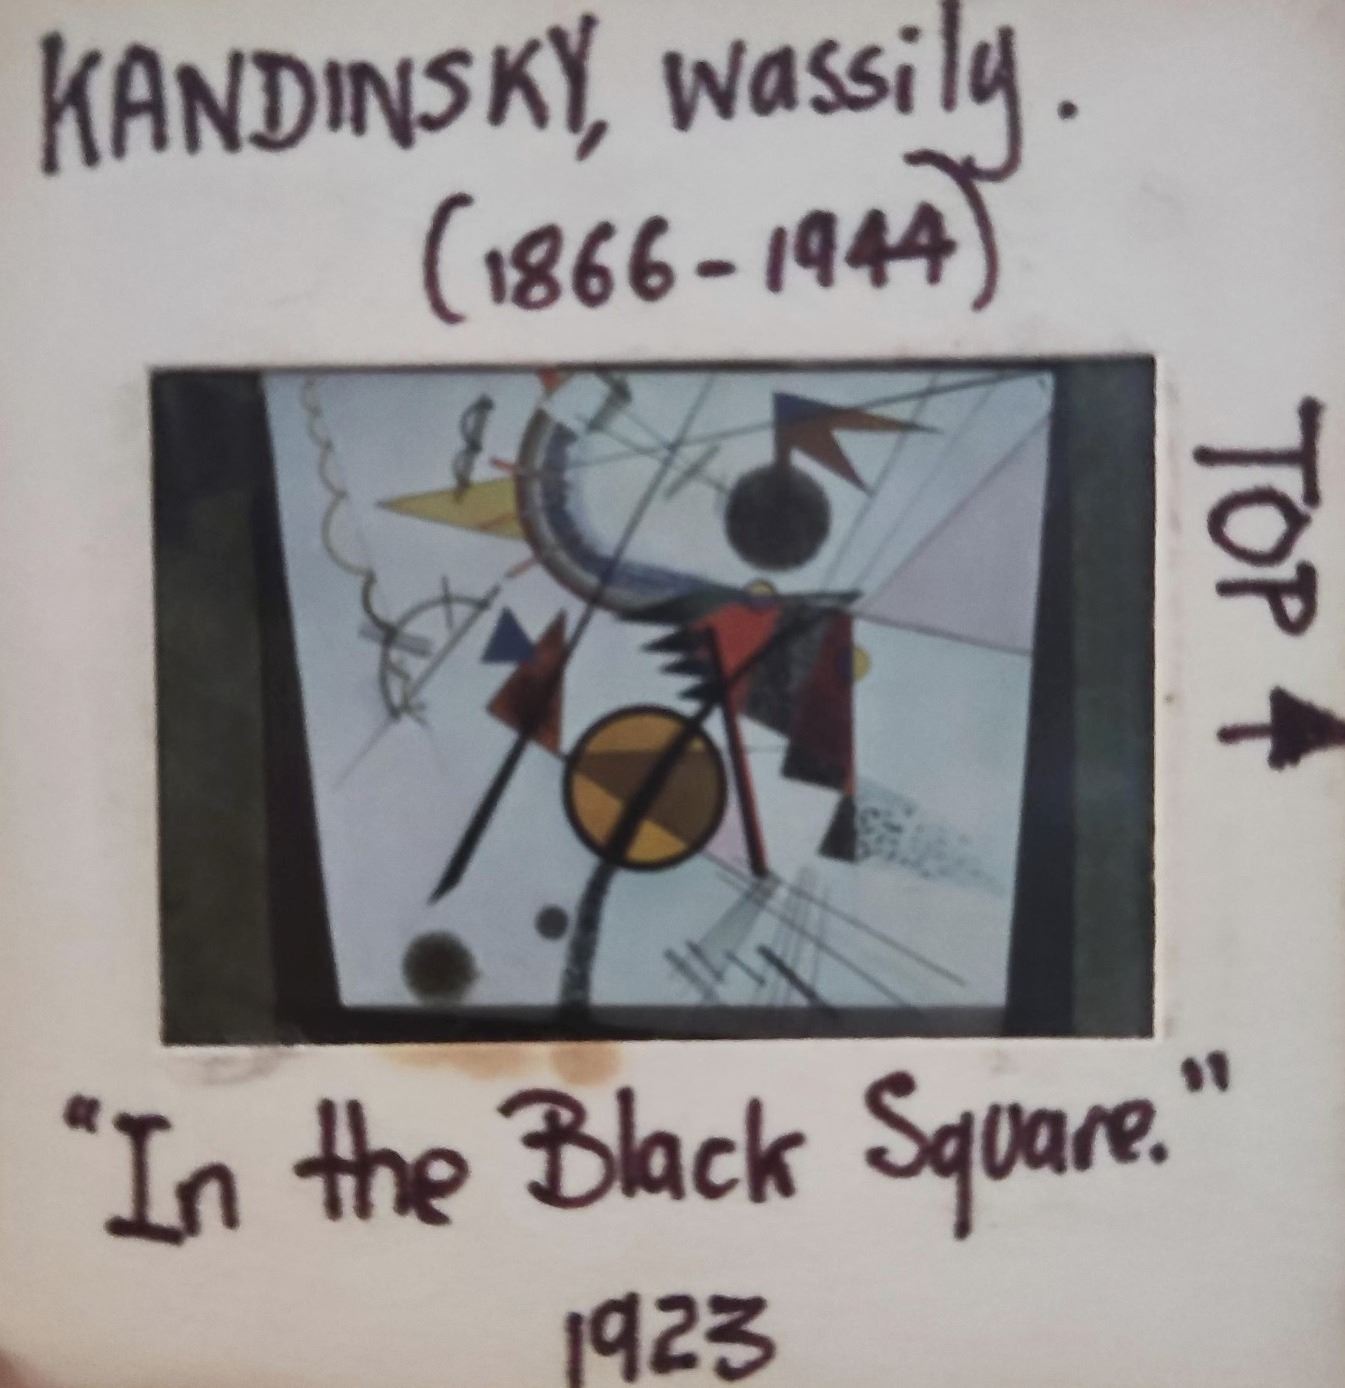 KANDINSKY, wassily.
(1866-1944)
TOP
"In the Black Square."
1923